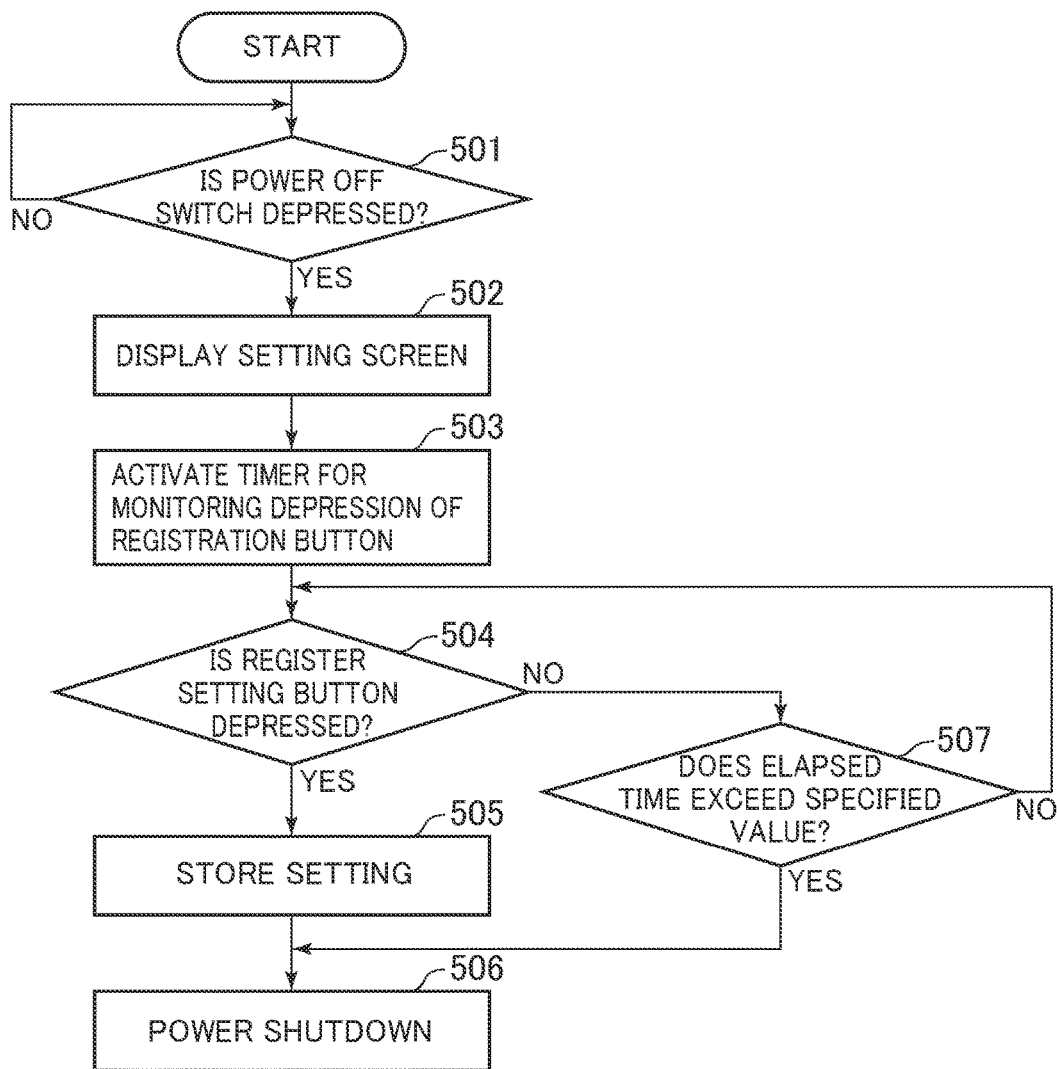 START
501
IS POWER OFF
SWITCH DEPRESSED?
NO
YES
502
DISPLAY SETTING SCREEN
503
ACTIVATE TIMER FOR
MONITORING DEPRESSION OF
REGISTRATION BUTTON
504
IS REGISTER
SETTING BUTTON
DEPRESSED?
NO
YES
507
DOES ELAPSED
TIME EXCEED SPECIFIED
VALUE?
NO
YES
505
STORE SETTING
506
POWER SHUTDOWN